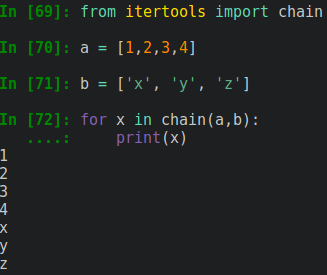 In [69]: from itertools import chain
In [70]: a = [1,2,3,4]
In [71]: b = ['x', 'y', 'z']
In [72]: for x in chain(a,b):
   ....:     print(x)
1
2
3
4
x
y
z